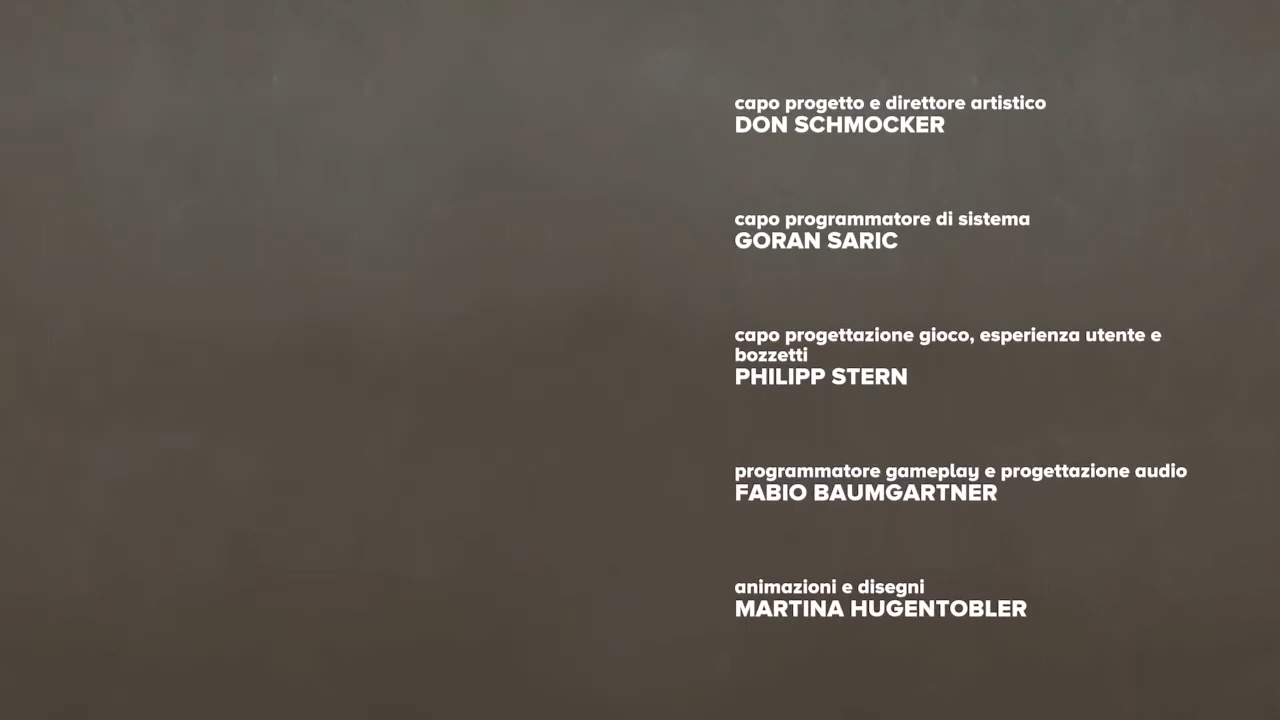 capo progetto e direttore artistico
DON SCHMOCKER
capo programmatore di sistema
GORAN SARIC
capo progettazione gioco, esperienza utente e
bozzetti
PHILIPP STERN
programmatore gameplay e progettazione audio
FABIO BAUMGARTNER
animazioni e disegni
MARTINA HUGENTOBLER